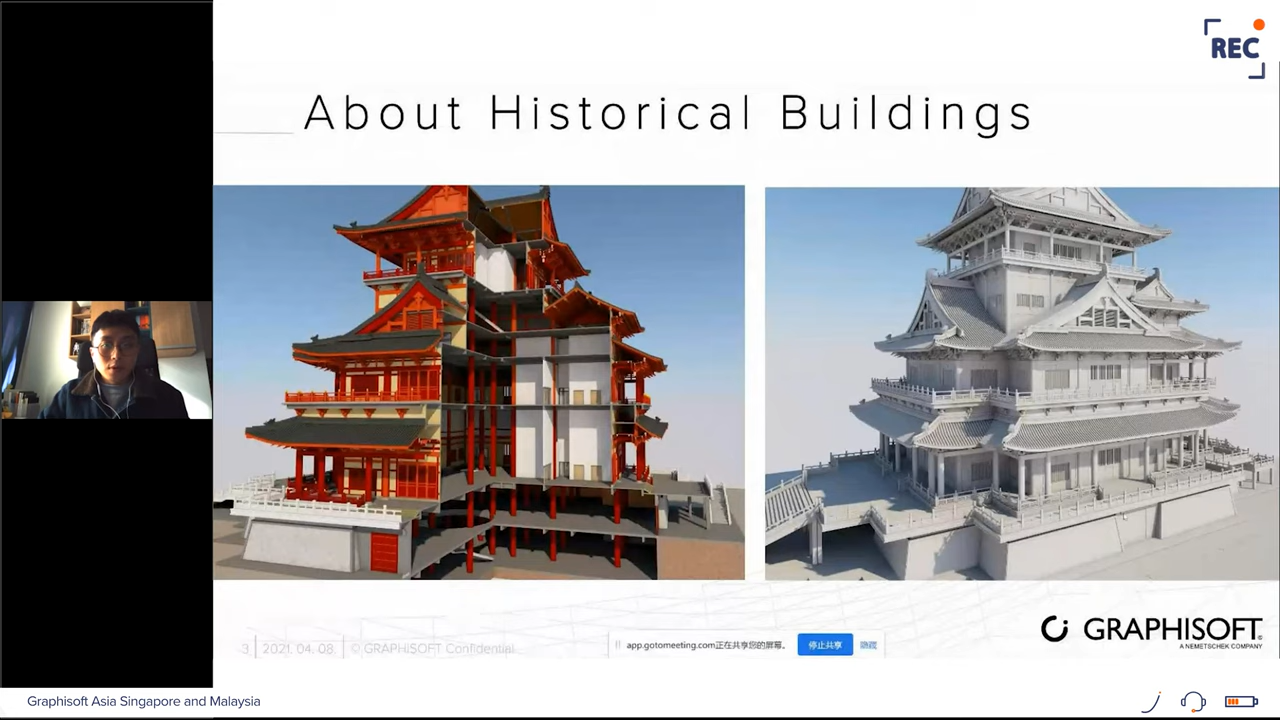 REC
About Historical Buildings
3 | 2021. 04. 08. | © GRAPHISOFT Confidential
app.gotomeeting.com正在共享您的屏幕。 停止共享 隐藏
GRAPHISOFT
A NEMETSCHEK COMPANY
Graphisoft Asia Singapore and Malaysia